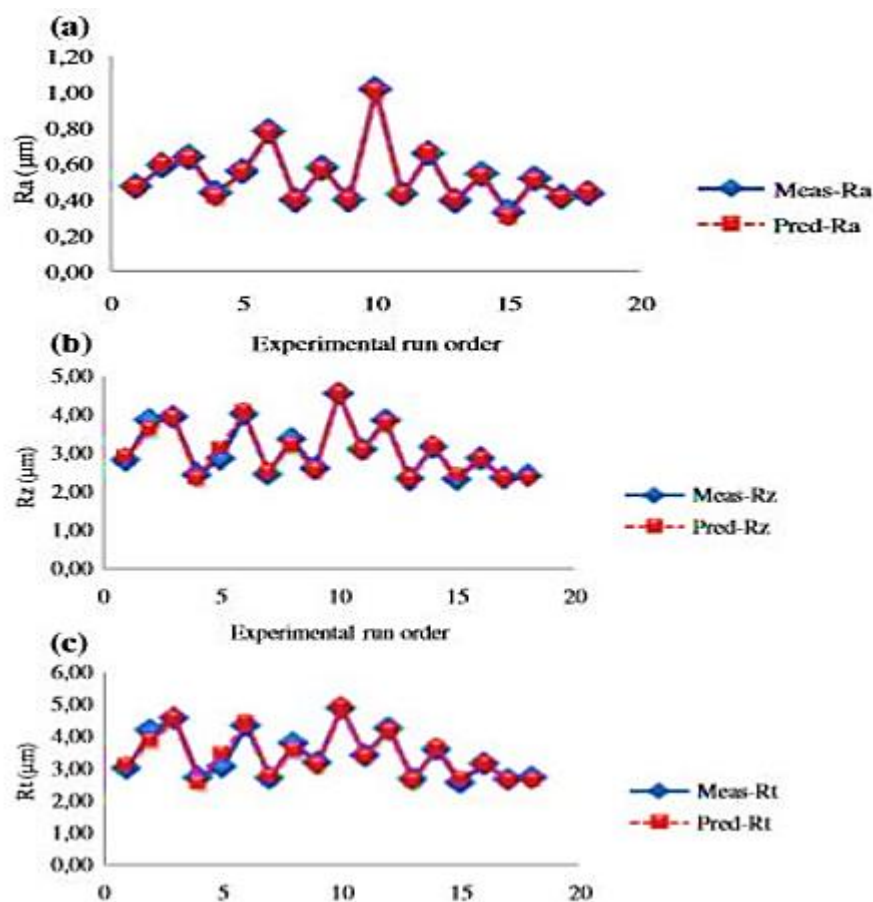 (a)
1,20
1,00
0,80
0,60
0,40
0,20
0,00
Ra (µm)
0 5 10 15 20
Experimental run order
Meas-Ra
Pred-Ra
(b)
5,00
4,00
3,00
2,00
1,00
0,00
Rz (µm)
0 5 10 15 20
Experimental run order
Meas-Rz
Pred-Rz
(c)
6,00
5,00
4,00
3,00
2,00
1,00
0,00
Rt (µm)
0 5 10 15 20
Meas-Rt
Pred-Rt